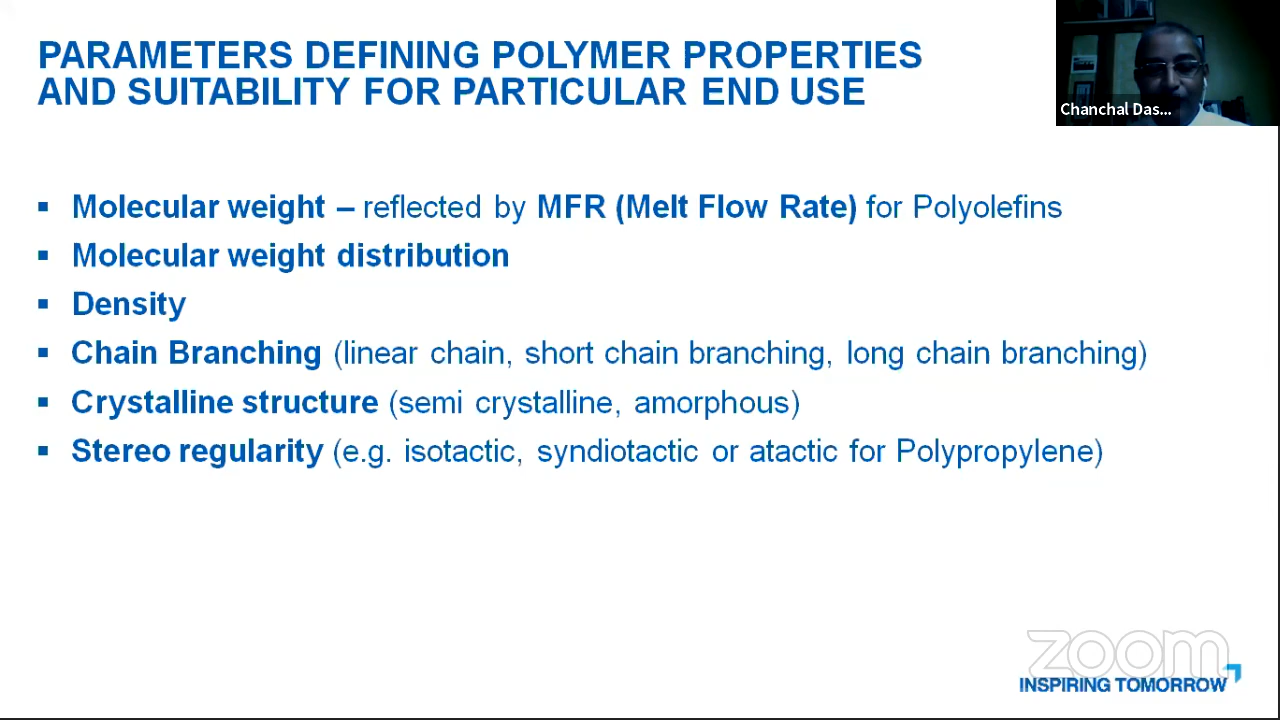 PARAMETERS DEFINING POLYMER PROPERTIES
AND SUITABILITY FOR PARTICULAR END USE
Chanchal Das...
▪ Molecular weight – reflected by MFR (Melt Flow Rate) for Polyolefins
▪ Molecular weight distribution
▪ Density
▪ Chain Branching (linear chain, short chain branching, long chain branching)
▪ Crystalline structure (semi crystalline, amorphous)
▪ Stereo regularity (e.g. isotactic, syndiotactic or atactic for Polypropylene)
zoom
INSPIRING TOMORROW